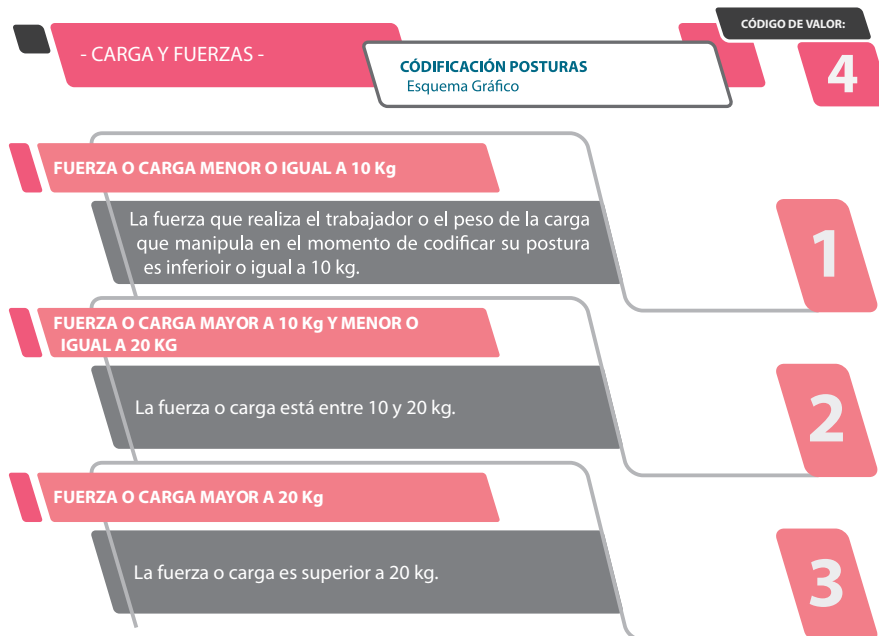 CÓDIGO DE VALOR:
- CARGA Y FUERZAS -
CÓDIFICACIÓN POSTURAS
Esquema Gráfico
4
FUERZA O CARGA MENOR O IGUAL A 10 Kg
La fuerza que realiza el trabajador o el peso de la carga
que manipula en el momento de codificar su postura
es inferioir o igual a 10 kg.
1
FUERZA O CARGA MAYOR A 10 Kg Y MENOR O
IGUAL A 20 KG
La fuerza o carga está entre 10 y 20 kg.
2
FUERZA O CARGA MAYOR A 20 Kg
La fuerza o carga es superior a 20 kg.
3